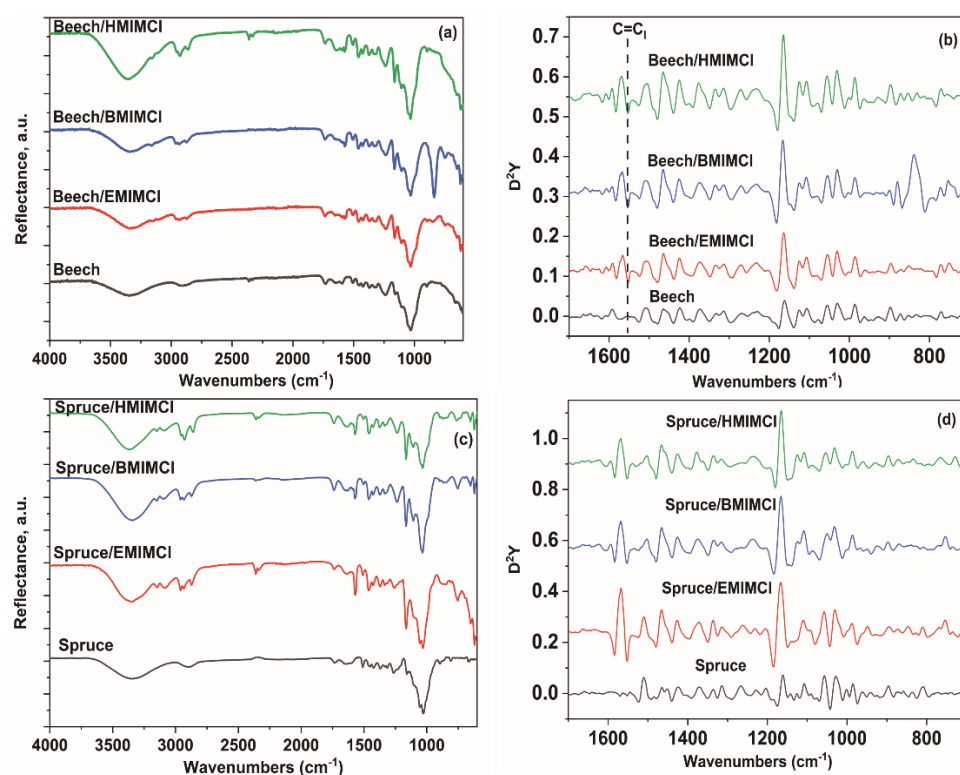 (a)
Beech/HMIMCl
Beech/BMIMCl
Beech/EMIMCl
Beech
Reflectance, a.u.
4000 3500 3000 2500 2000 1500 1000
Wavenumbers (cm-1)
C=Cl
(b)
0.7
0.6
0.5
0.4
0.3
0.2
0.1
0.0
D2Y
Beech/HMIMCl
Beech/BMIMCl
Beech/EMIMCl
Beech
1600 1400 1200 1000 800
Wavenumbers (cm-1)
(c)
Spruce/HMIMCl
Spruce/BMIMCl
Spruce/EMIMCl
Spruce
Reflectance, a.u.
4000 3500 3000 2500 2000 1500 1000
Wavenumbers (cm-1)
(d)
1.0
0.8
0.6
0.4
0.2
0.0
D2Y
Spruce/HMIMCl
Spruce/BMIMCl
Spruce/EMIMCl
Spruce
1600 1400 1200 1000 800
Wavenumbers (cm-1)